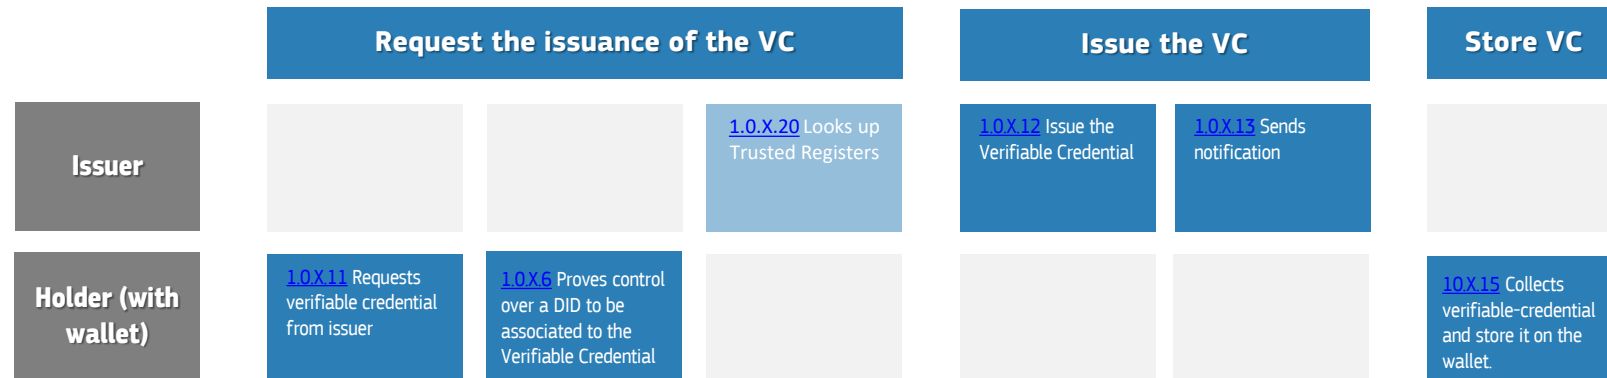 Request the issuance of the VC
Issue the VC
Store VC
Issuer
1.0.X.20 Looks up
Trusted Registers
1.0.X.12 Issue the
Verifiable Credential
1.0.X.13 Sends
notification
Holder (with
wallet)
1.0.X.11 Requests
verifiable credential
from issuer
1.0.X.6 Proves control
over a DID to be
associated to the
Verifiable Credential
10.X.15 Collects
verifiable-credential
and store it on the
wallet.